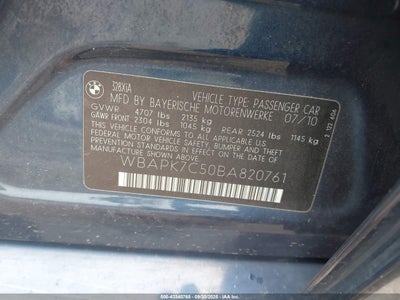 BMW
328XIA
VEHICLE TYPE: PASSENGER CAR
MFD BY BAYERISCHE MOTORENWERKE 07/10
GVWR 4707 lbs 2135 kg
GAWR FRONT 2304 lbs 1045 kg REAR 2524 lbs 1145 kg
THIS VEHICLE CONFORMS TO ALL APPLICABLE U.S.
FEDERAL MOTOR VEHICLE SAFETY, BUMPER AND THEFT
PREVENTION STANDARDS IN EFFECT ON THE DATE OF
MANUFACTURE SHOWN ABOVE.
WBAPK7C50BA820761